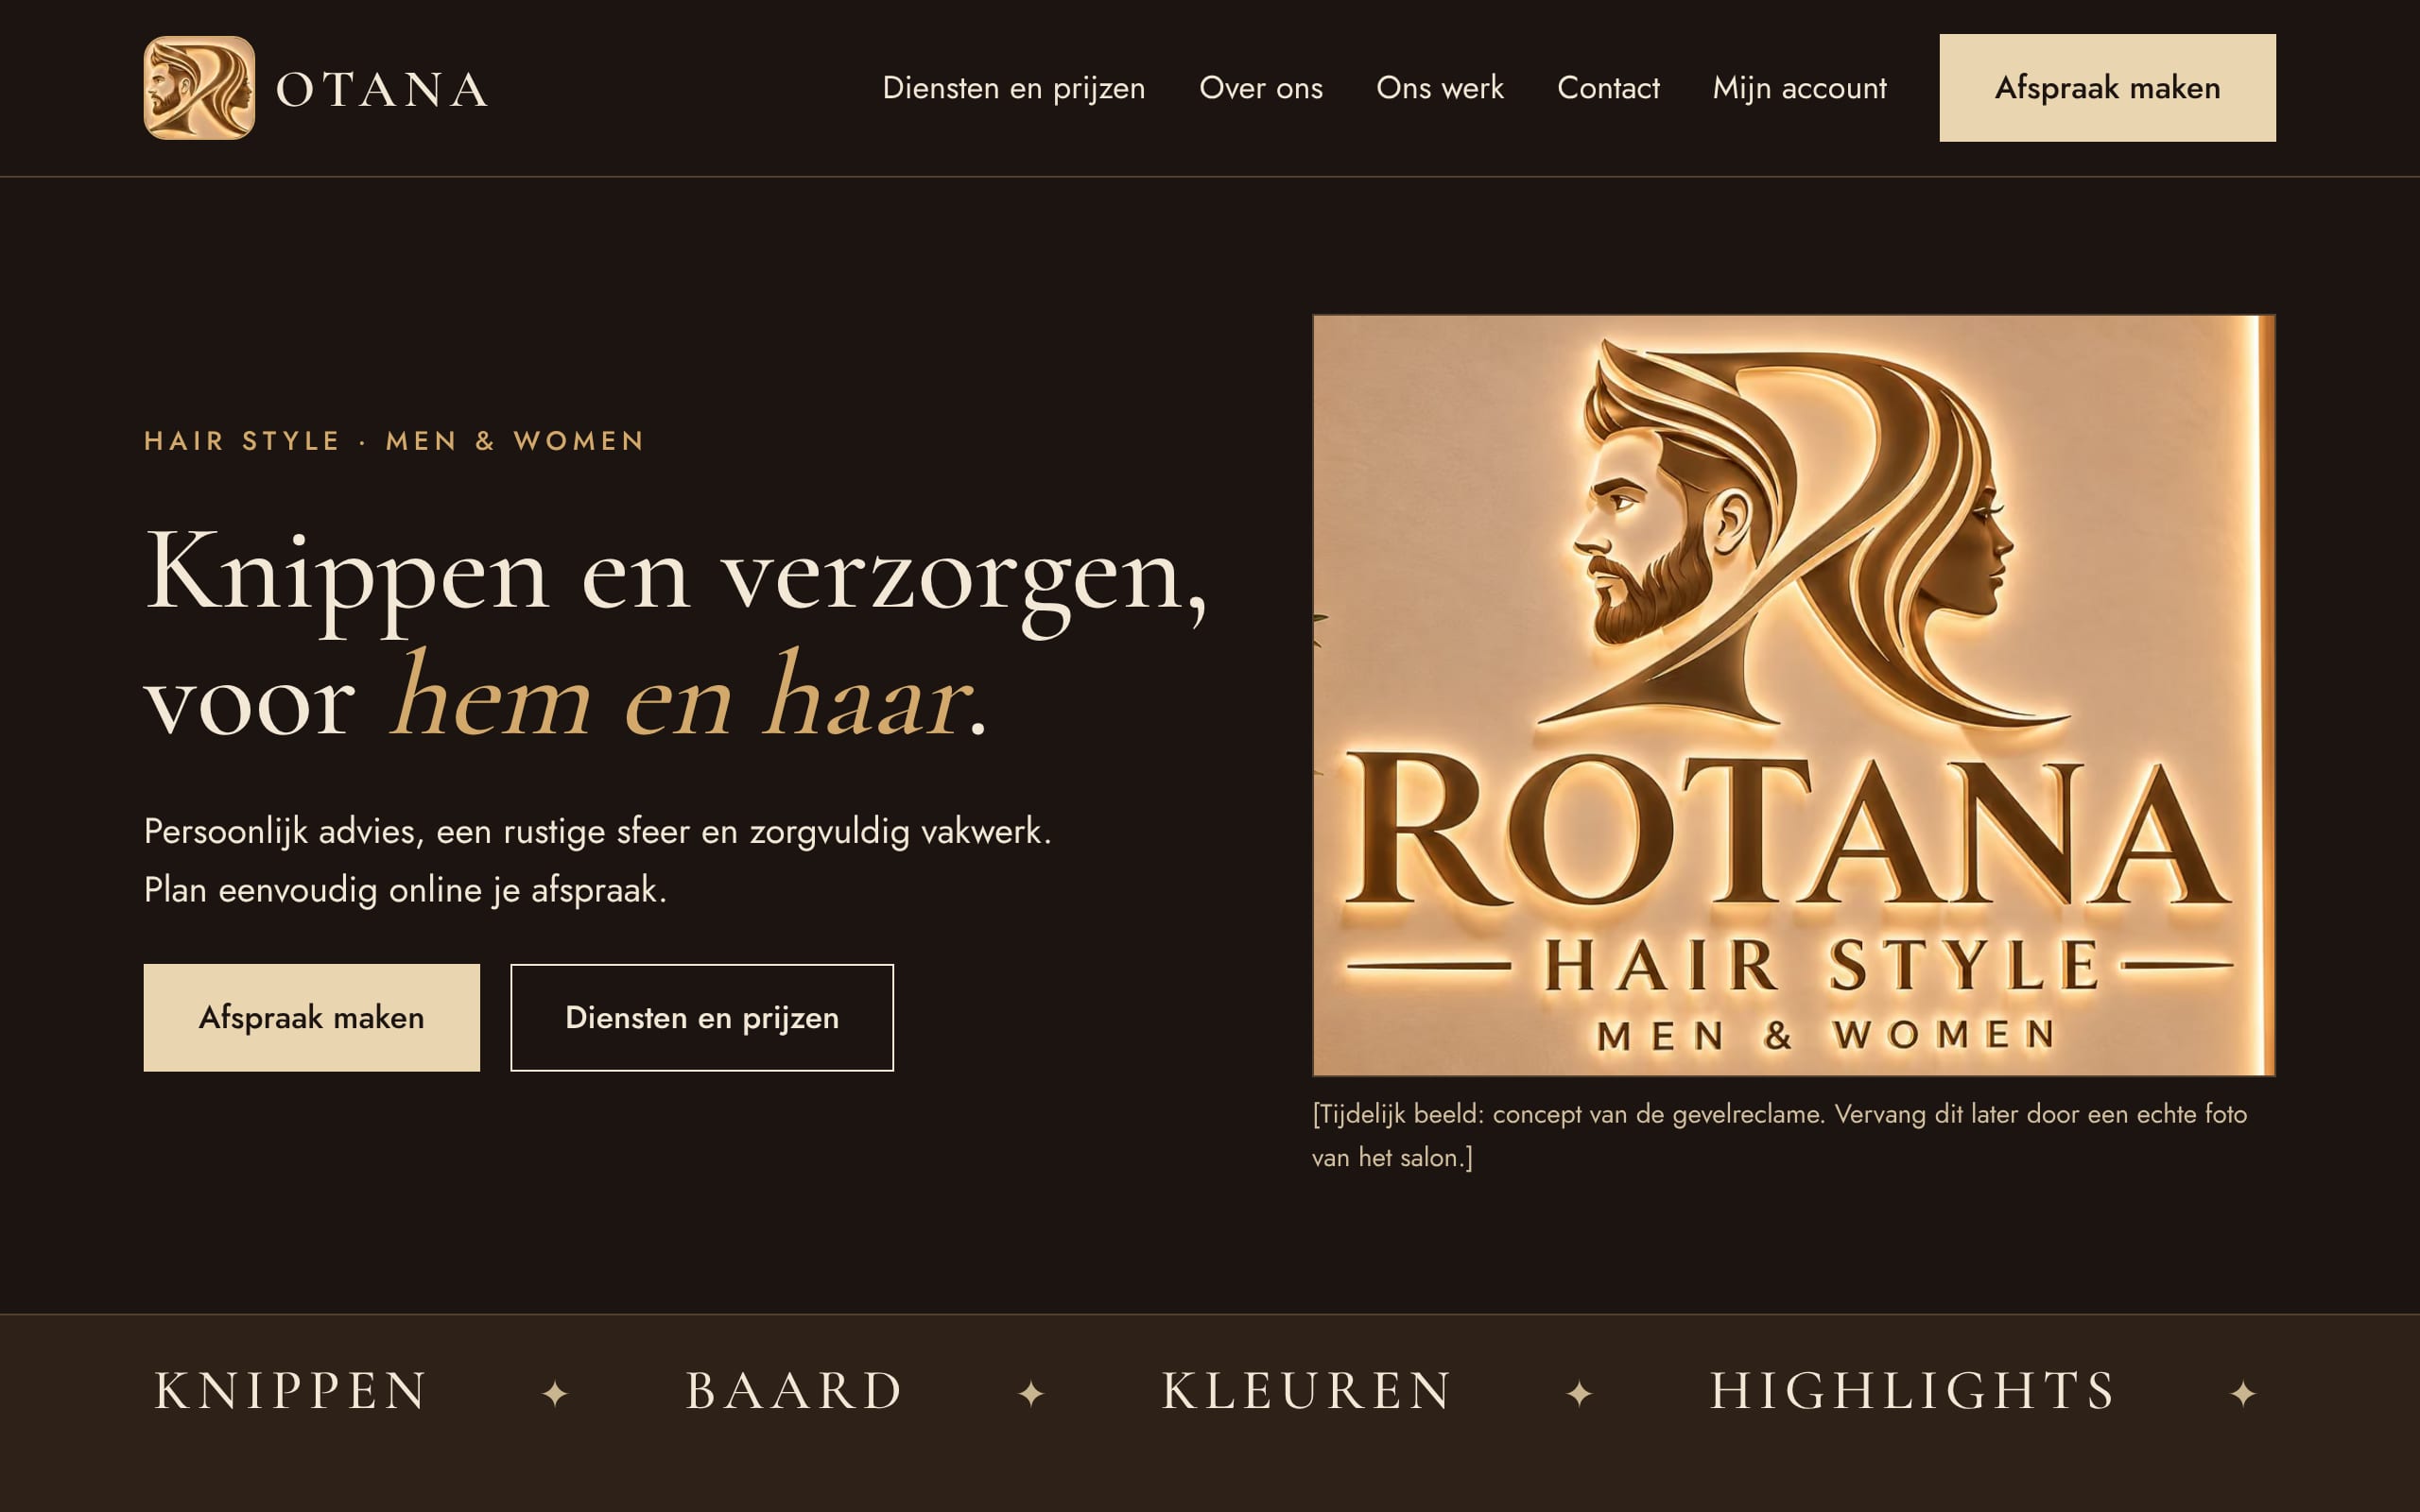 OTANA
Diensten en prijzen
Over ons
Ons werk
Contact
Mijn account
Afspraak maken
HAIR STYLE · MEN & WOMEN
Knippen en verzorgen,
voor hem en haar.
Persoonlijk advies, een rustige sfeer en zorgvuldig vakwerk.
Plan eenvoudig online je afspraak.
Afspraak maken
Diensten en prijzen
R
ROTANA
HAIR STYLE
MEN & WOMEN
[Tijdelijk beeld: concept van de gevelreclame. Vervang dit later door een echte foto
van het salon.]
KNIPPEN ✦ BAARD ✦ KLEUREN ✦ HIGHLIGHTS ✦